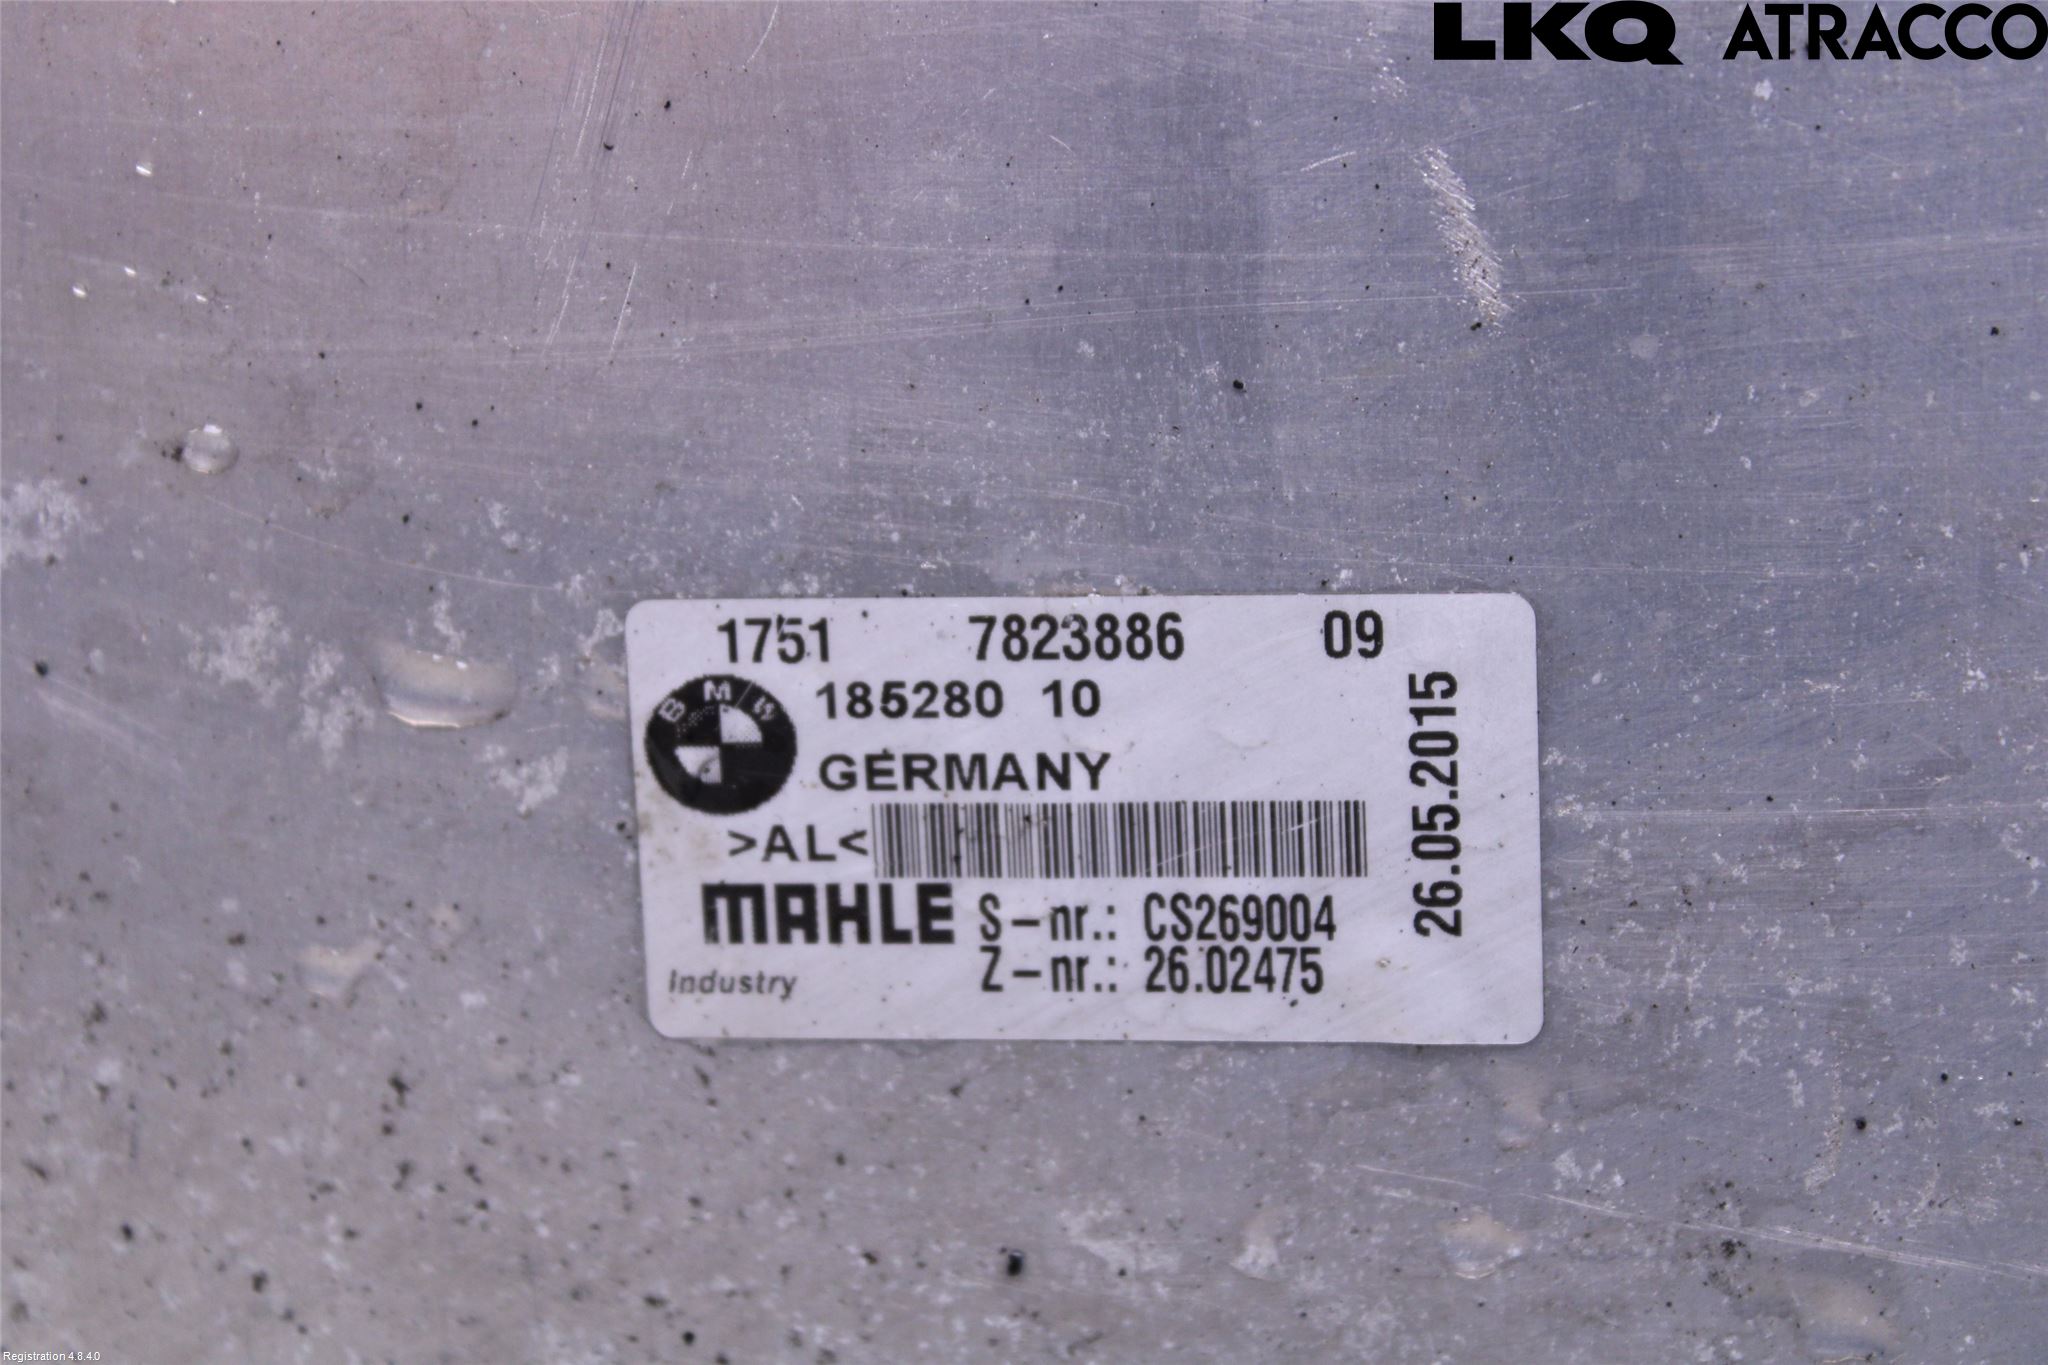 LKQ ATRACCO
1751 7823886 09
BMW
185280 10
GERMANY
>AL<
26.05.2015
MAHLE
Industry
S-nr.: CS269004
Z-nr.: 26.02475
Registration 4.8.4.0